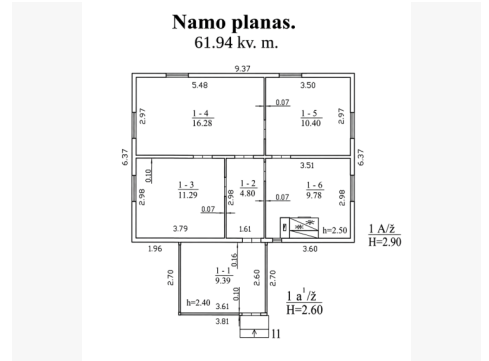 Namo planas.
61.94 kv. m.
9.37
5.48
3.50
0.07
2.97
1 - 4
16.28
1 - 5
10.40
2.97
6.37
6.37
0.10
3.51
2.98
1 - 3
11.29
2.98
1 - 2
4.80
0.07
1 - 6
9.78
2.98
0.07
3.79
1.61
h=2.50
1 A/ž
H=2.90
1.96
0.16
3.60
2.70
1 - 1
9.39
2.60
2.70
h=2.40
0.10
3.61
1 a¹/ž
H=2.60
3.81
11